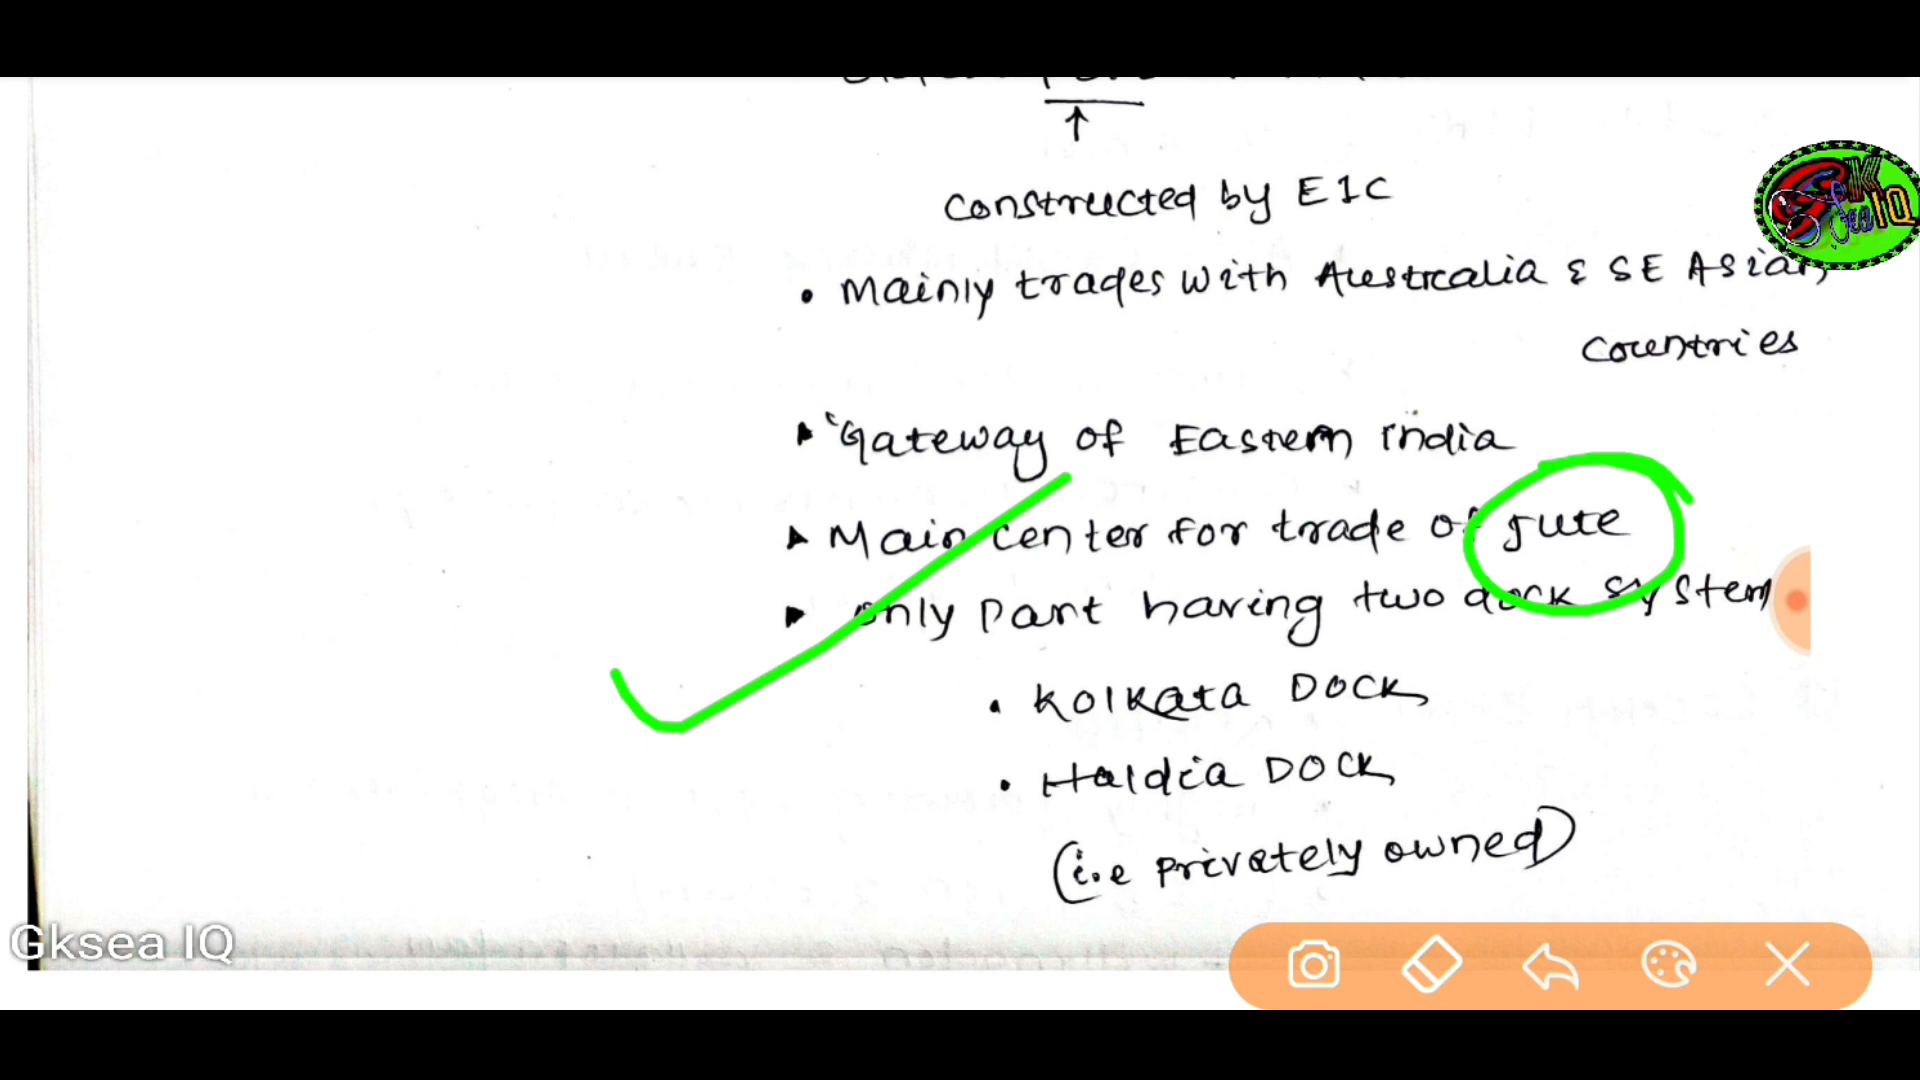 constructed by EIC
• Mainly trades with Australia & SE Asian
countries
▸ 'Gateway of Eastern india
▸ Main center for trade of jute
▸ only part having two dock system
• Kolkata DOCK
• Haldia DOCK
(i.e privately owned)
Gksea IQ